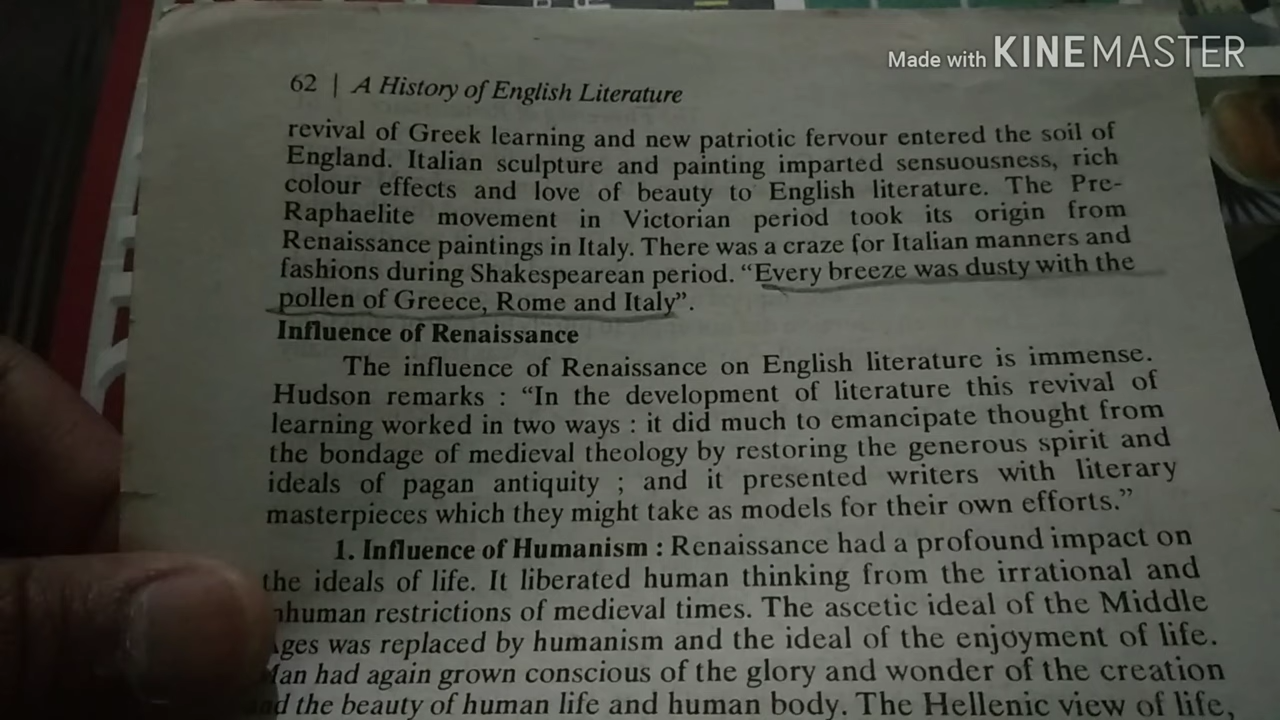 Made with KINEMASTER
62 | A History of English Literature
revival of Greek learning and new patriotic fervour entered the soil of
England. Italian sculpture and painting imparted sensuousness, rich
colour effects and love of beauty to English literature. The Pre-
Raphaelite movement in Victorian period took its origin from
Renaissance paintings in Italy. There was a craze for Italian manners and
fashions during Shakespearean period. “Every breeze was dusty with the
pollen of Greece, Rome and Italy”.
Influence of Renaissance
The influence of Renaissance on English literature is immense.
Hudson remarks : “In the development of literature this revival of
learning worked in two ways : it did much to emancipate thought from
the bondage of medieval theology by restoring the generous spirit and
ideals of pagan antiquity ; and it presented writers with literary
masterpieces which they might take as models for their own efforts.”
1. Influence of Humanism : Renaissance had a profound impact on
the ideals of life. It liberated human thinking from the irrational and
nhuman restrictions of medieval times. The ascetic ideal of the Middle
ges was replaced by humanism and the ideal of the enjoyment of life.
Man had again grown conscious of the glory and wonder of the creation
nd the beauty of human life and human body. The Hellenic view of life,